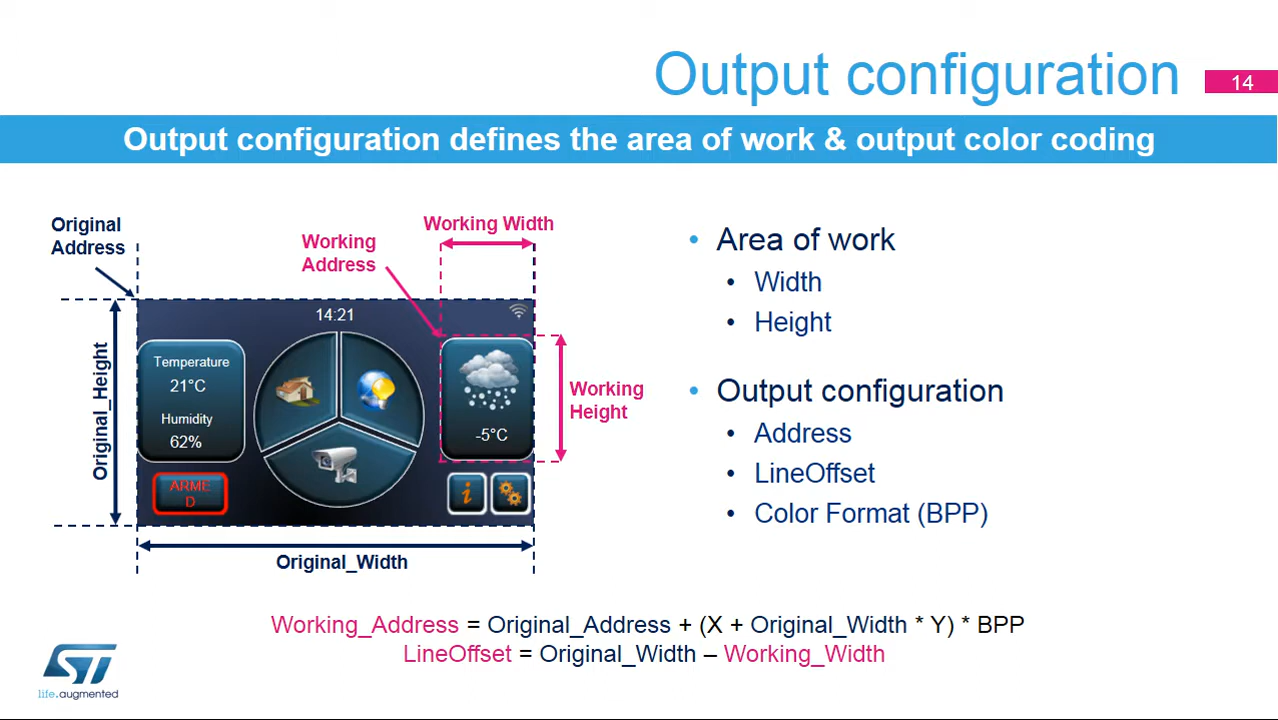 Output configuration
14
Output configuration defines the area of work & output color coding
Original
Address
Working
Address
Working Width
Original_Height
14:21
Temperature
21°C
Humidity
62%
ARME
D
-5°C
i
Working
Height
Original_Width
• Area of work
• Width
• Height
• Output configuration
• Address
• LineOffset
• Color Format (BPP)
Working_Address = Original_Address + (X + Original_Width * Y) * BPP
LineOffset = Original_Width – Working_Width
ST
life.augmented